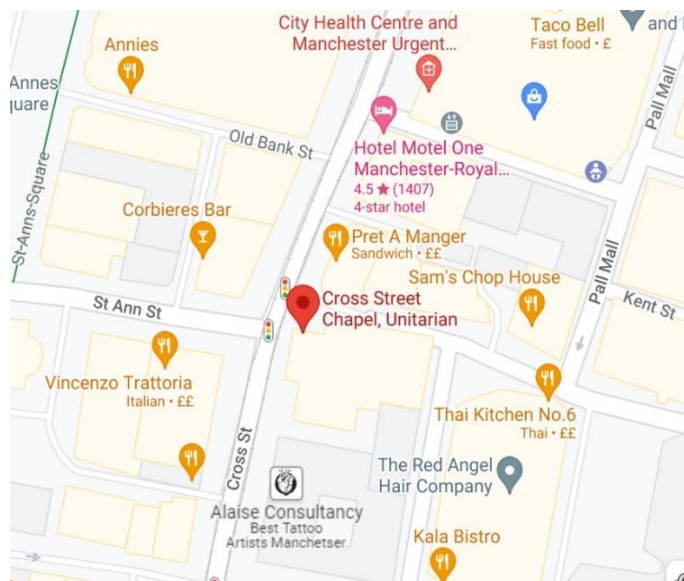 City Health Centre and
Manchester Urgent...
Taco Bell
Fast food • £
and
Annies
Annes
quare
Old Bank St
Pall Mall
Hotel Motel One
Manchester-Royal...
4.5 ★ (1407)
4-star hotel
St-Anns-Square
Corbieres Bar
Pret A Manger
Sandwich • ££
Sam's Chop House
Pall Mall
Kent St
St Ann St
Cross Street
Chapel, Unitarian
Vincenzo Trattoria
Italian • ££
Thai Kitchen No.6
Thai • ££
Cross St
The Red Angel
Hair Company
Alaise Consultancy
Best Tattoo
Artists Manchetser
Kala Bistro